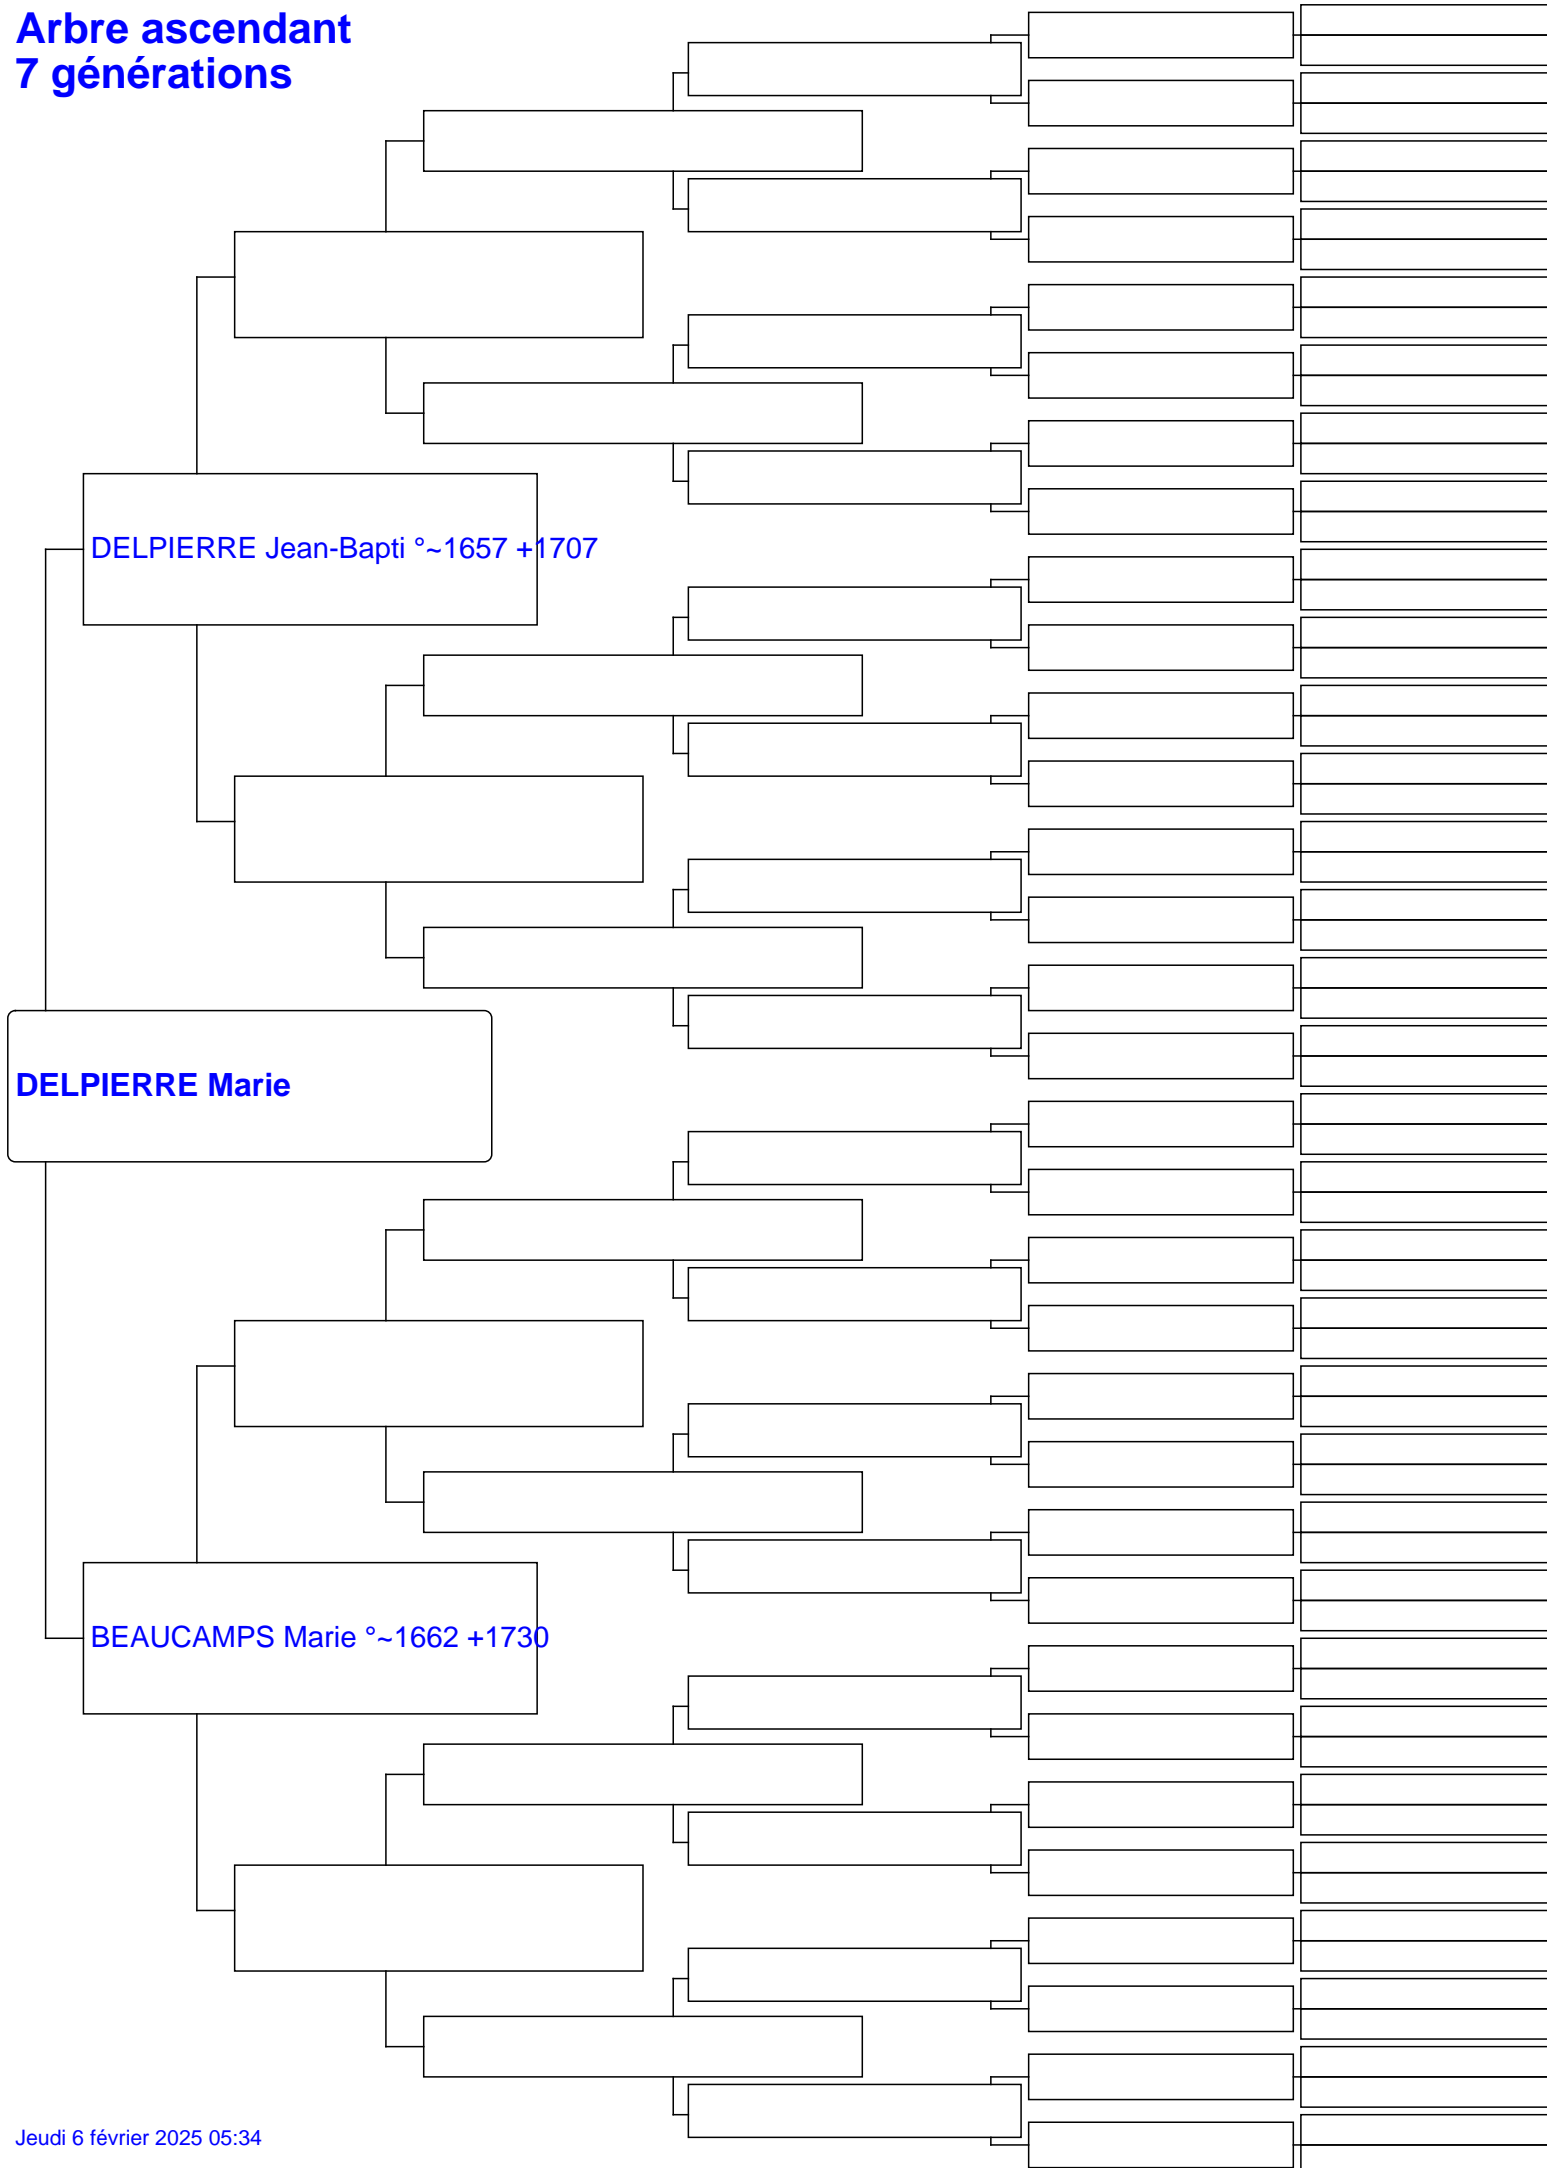 Arbre ascendant
7 générations
DELPIERRE Jean-Bapti °~1657 +1707
DELPIERRE Marie
BEAUCAMPS Marie °~1662 +1730
Jeudi 6 février 2025 05:34